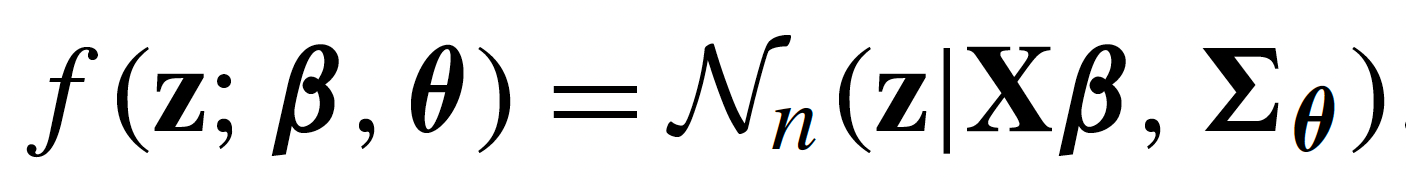 f(𝐳; 𝜷, 𝜽) = 𝒩ₙ(𝐳|𝐗𝜷, 𝚺_𝜽).